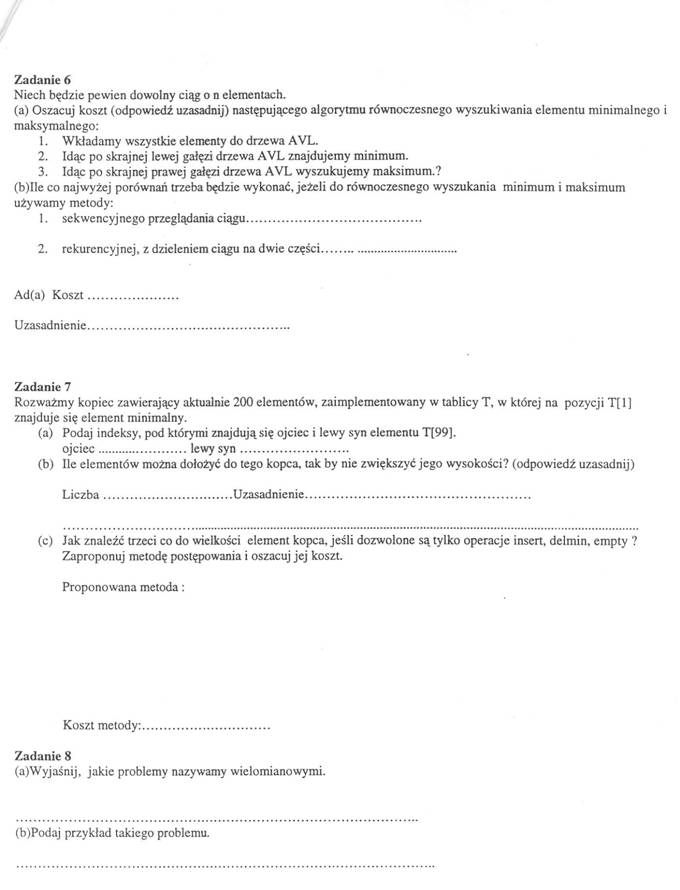 Zadanie 6
Niech będzie pewien dowolny ciąg o n elementach.
(a) Oszacuj koszt (odpowiedź uzasadnij) następującego algorytmu równoczesnego wyszukiwania elementu minimalnego i
maksymalnego:
1. Wkładamy wszystkie elementy do drzewa AVL.
2. Idąc po skrajnej lewej gałęzi drzewa AVL znajdujemy minimum.
3. Idąc po skrajnej prawej gałęzi drzewa AVL wyszukujemy maksimum.?
(b)Ile co najwyżej porównań trzeba będzie wykonać, jeżeli do równoczesnego wyszukania minimum i maksimum
używamy metody:
1. sekwencyjnego przeglądania ciągu........................................
2. rekurencyjnej, z dzieleniem ciągu na dwie części........ ...............................
Ad(a) Koszt .....................
Uzasadnienie..............................................
Zadanie 7
Rozważmy kopiec zawierający aktualnie 200 elementów, zaimplementowany w tablicy T, w której na pozycji T[1]
znajduje się element minimalny.
(a) Podaj indeksy, pod którymi znajdują się ojciec i lewy syn elementu T[99].
ojciec ........................ lewy syn .........................
(b) Ile elementów można dołożyć do tego kopca, tak by nie zwiększyć jego wysokości? (odpowiedź uzasadnij)
Liczba ..............................Uzasadnienie....................................................
................................................................................................................................................
(c) Jak znaleźć trzeci co do wielkości element kopca, jeśli dozwolone są tylko operacje insert, delmin, empty ?
Zaproponuj metodę postępowania i oszacuj jej koszt.
Proponowana metoda :
Koszt metody:..............................
Zadanie 8
(a)Wyjaśnij, jakie problemy nazywamy wielomianowymi.
............................................................................................
(b)Podaj przykład takiego problemu.
................................................................................................